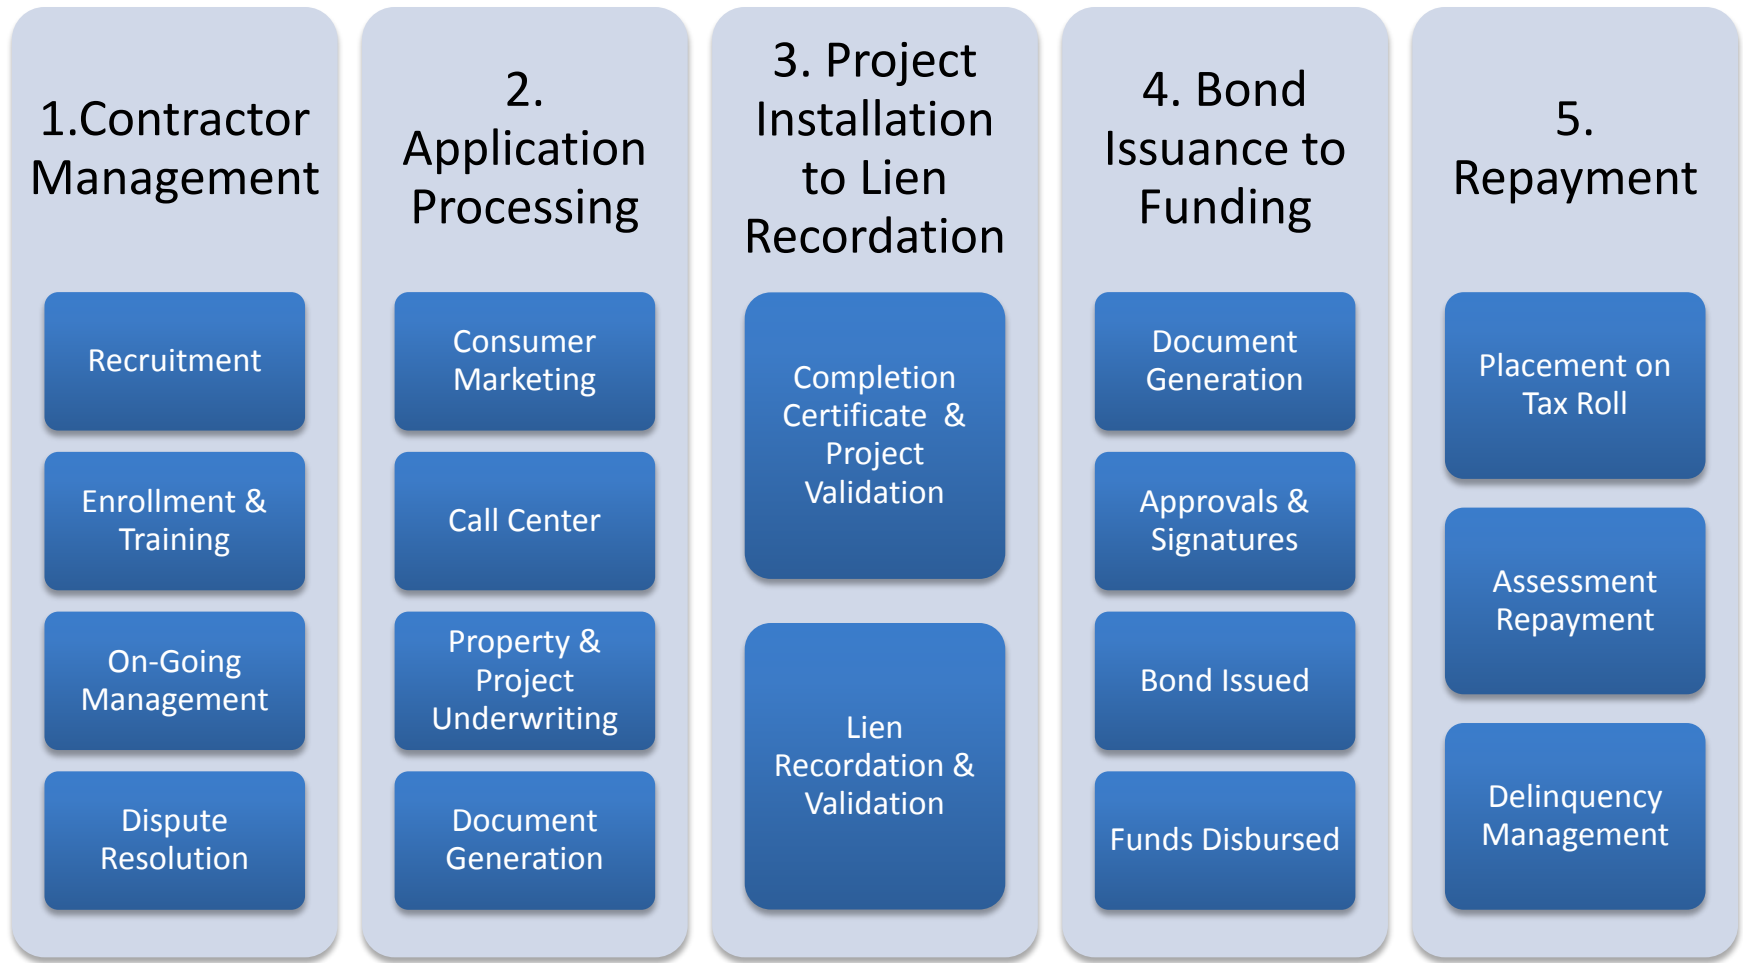 1.Contractor
Management
Recruitment
Enrollment &
Training
On-Going
Management
Dispute
Resolution
2.
Application
Processing
Consumer
Marketing
Call Center
Property &
Project
Underwriting
Document
Generation
3. Project
Installation
to Lien
Recordation
Completion
Certificate  &
Project
Validation
Lien
Recordation &
Validation
4. Bond
Issuance to
Funding
Document
Generation
Approvals &
Signatures
Bond Issued
Funds Disbursed
5.
Repayment
Placement on
Tax Roll
Assessment
Repayment
Delinquency
Management